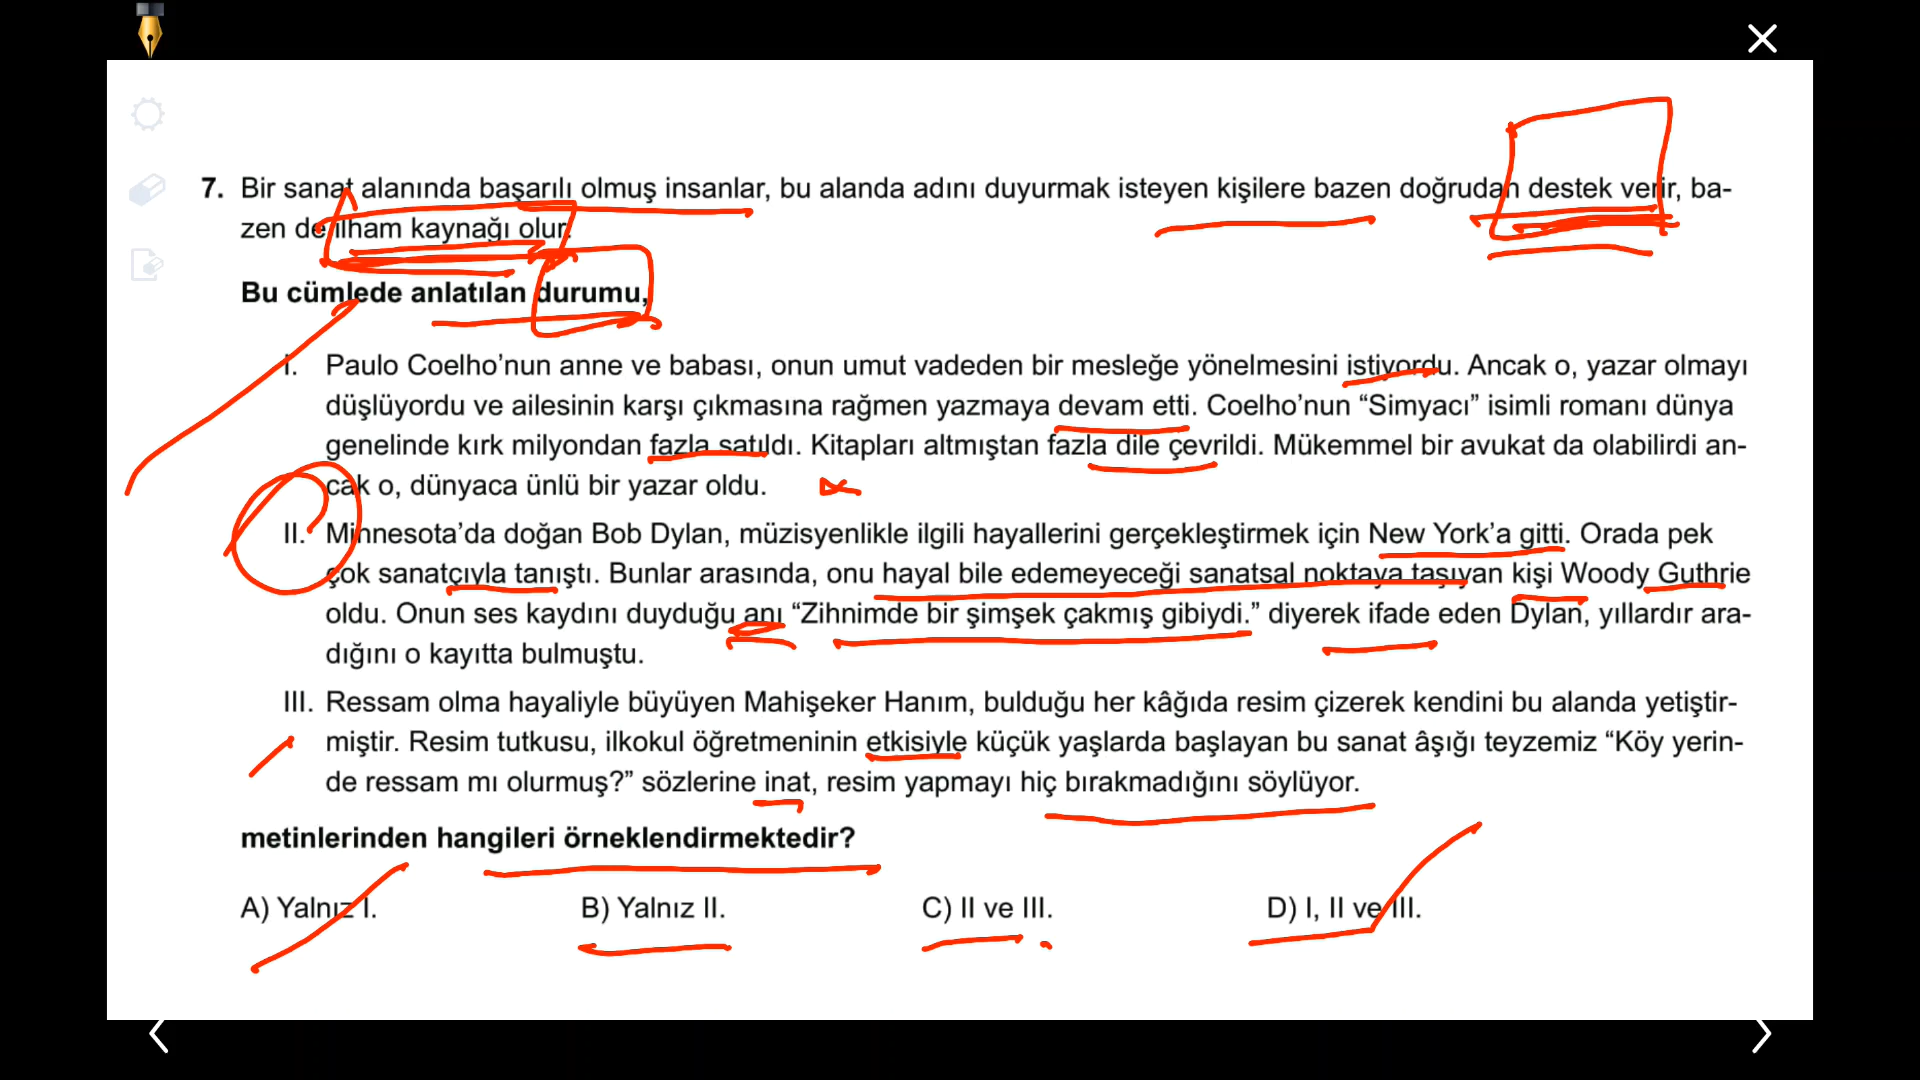 7. Bir sanat alanında başarılı olmuş insanlar, bu alanda adını duyurmak isteyen kişilere bazen doğrudan destek verir, ba-
zen de ilham kaynağı olur.
Bu cümlede anlatılan durumu,
I. Paulo Coelho’nun anne ve babası, onun umut vadeden bir mesleğe yönelmesini istiyordu. Ancak o, yazar olmayı
düşlüyordu ve ailesinin karşı çıkmasına rağmen yazmaya devam etti. Coelho’nun “Simyacı” isimli romanı dünya
genelinde kırk milyondan fazla satıldı. Kitapları altmıştan fazla dile çevrildi. Mükemmel bir avukat da olabilirdi an-
cak o, dünyaca ünlü bir yazar oldu.
II. Minnesota’da doğan Bob Dylan, müzisyenlikle ilgili hayallerini gerçekleştirmek için New York’a gitti. Orada pek
çok sanatçıyla tanıştı. Bunlar arasında, onu hayal bile edemeyeceği sanatsal noktaya taşıyan kişi Woody Guthrie
oldu. Onun ses kaydını duyduğu anı “Zihnimde bir şimşek çakmış gibiydi.” diyerek ifade eden Dylan, yıllardır ara-
dığını o kayıtta bulmuştu.
III. Ressam olma hayaliyle büyüyen Mahişeker Hanım, bulduğu her kâğıda resim çizerek kendini bu alanda yetiştir-
miştir. Resim tutkusu, ilkokul öğretmeninin etkisiyle küçük yaşlarda başlayan bu sanat âşığı teyzemiz “Köy yerin-
de ressam mı olurmuş?” sözlerine inat, resim yapmayı hiç bırakmadığını söylüyor.
metinlerinden hangileri örneklendirmektedir?
A) Yalnız I. B) Yalnız II. C) II ve III. D) I, II ve III.